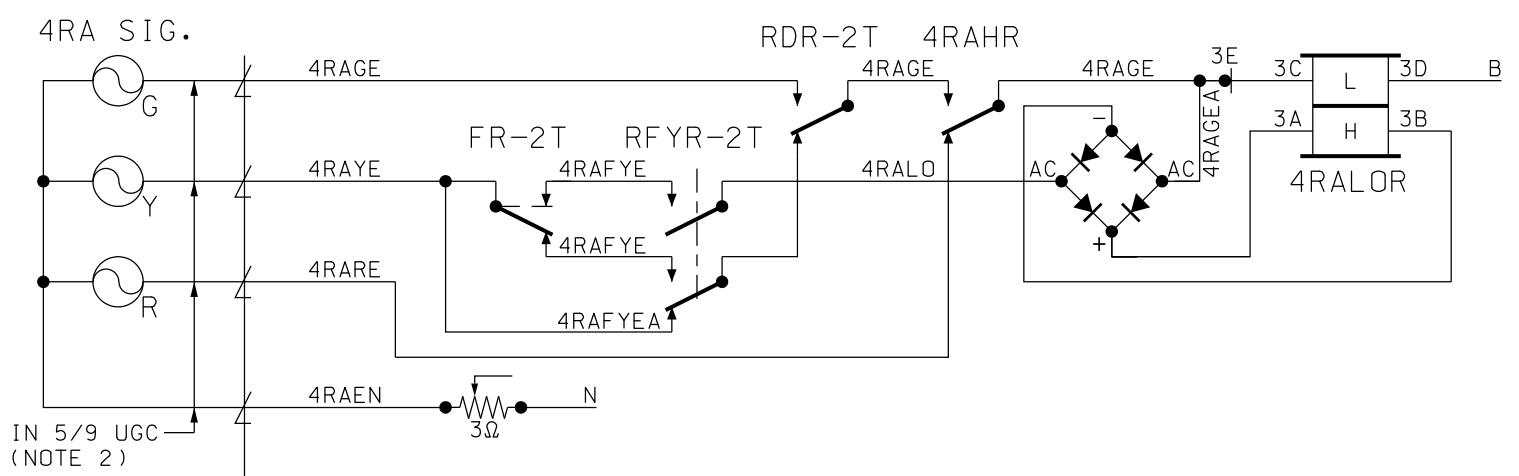 4RA SIG.
RDR-2T
4RAHR
3E
4RAGE
4RAGE
4RAGE
3C
L
3D
B
G
4RAGEA
3A
H
3B
FR-2T
RFYR-2T
-
4RAYE
4RAFYE
4RALO
AC
AC
4RALOR
Y
4RAFYE
+
4RARE
R
4RAFYEA
4RAEN
N
3Ω
IN 5/9 UGC
(NOTE 2)